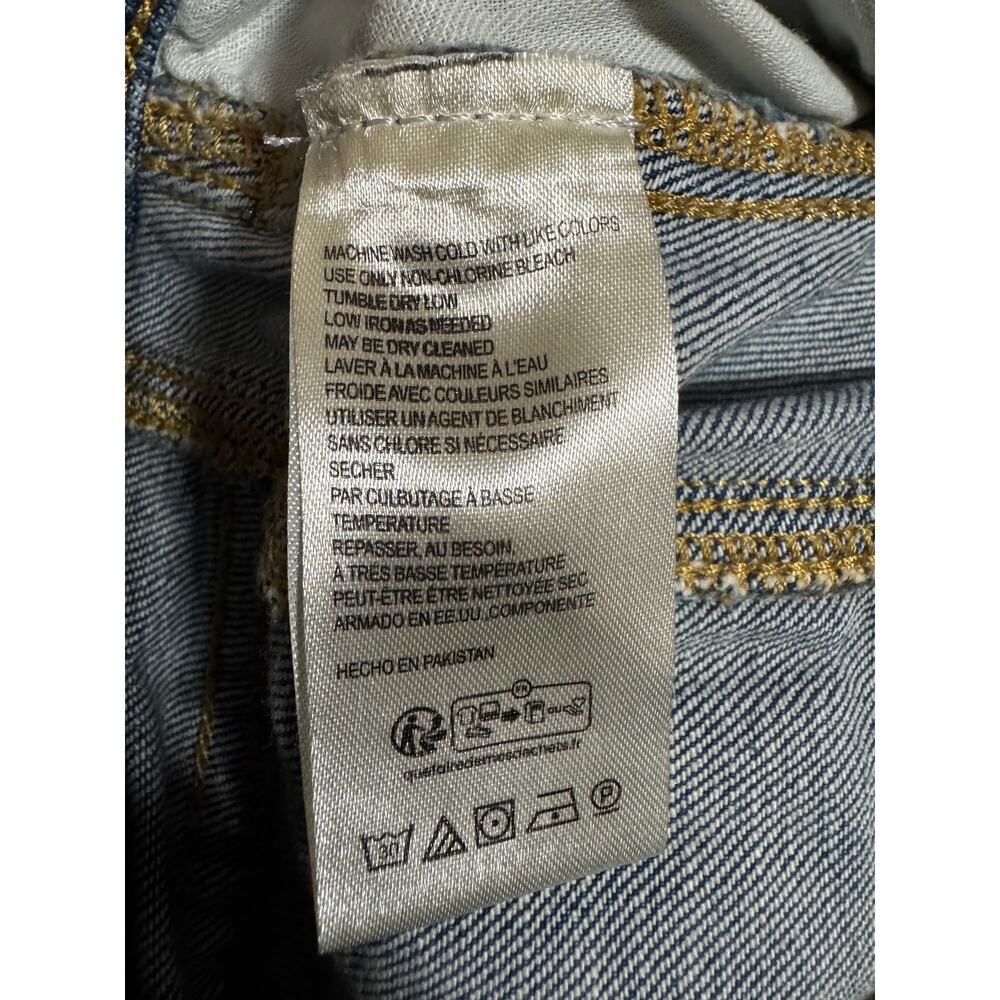 MACHINE WASH COLD WITH LIKE COLORS
USE ONLY NON-CHLORINE BLEACH
TUMBLE DRY LOW
LOW IRON AS NEEDED
MAY BE DRY CLEANED
LAVER À LA MACHINE À L'EAU
FROIDE AVEC COULEURS SIMILAIRES
UTILISER UN AGENT DE BLANCHIMENT
SANS CHLORE SI NÉCESSAIRE
SECHER
PAR CULBUTAGE À BASSE
TEMPERATURE
REPASSER, AU BESOIN,
À TRES BASSE TEMPÉRATURE
PEUT-ETRE ÊTRE NETTOYÉE SEC
ARMADO EN EE.UU.,COMPONENTE
HECHO EN PAKISTAN
FR
OU
quefairedemesdechets.fr
30
P